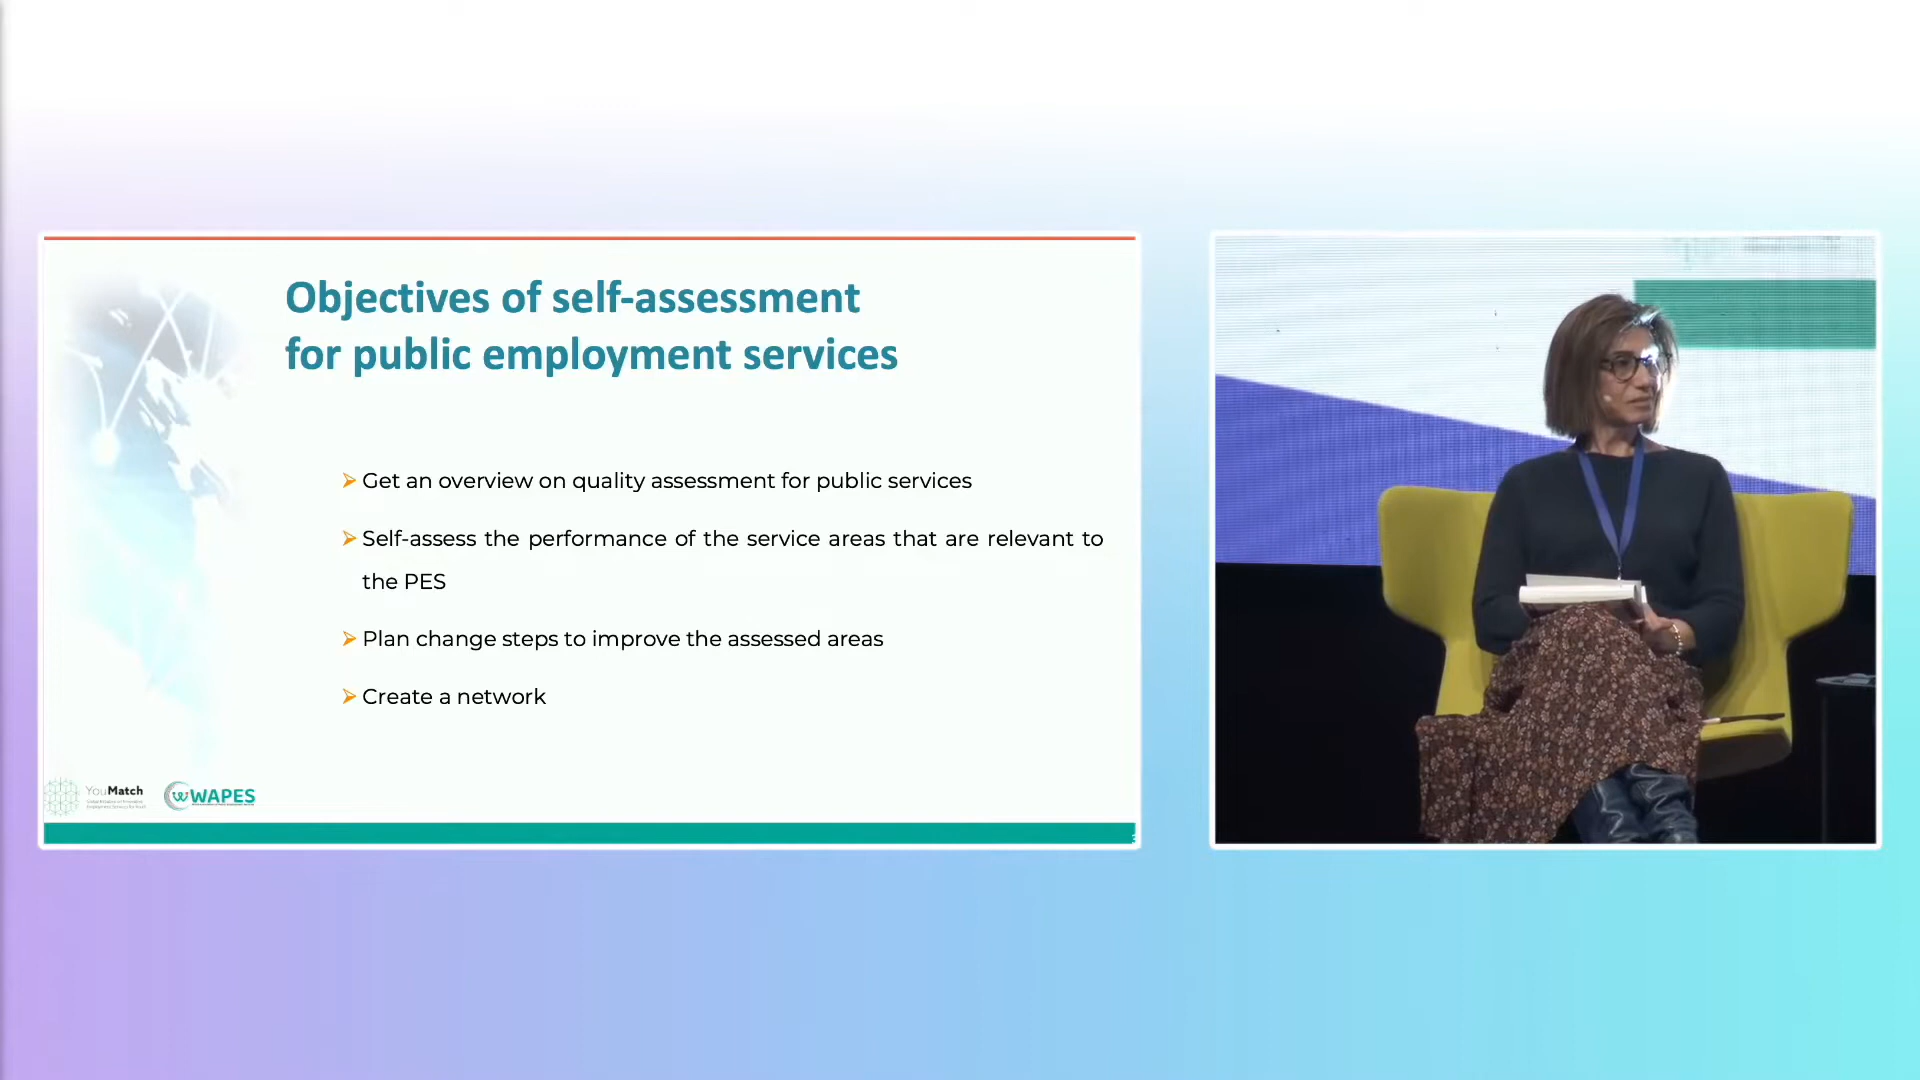 Objectives of self-assessment
for public employment services
Get an overview on quality assessment for public services
Self-assess the performance of the service areas that are relevant to
the PES
Plan change steps to improve the assessed areas
Create a network
YouMatch
WAPES